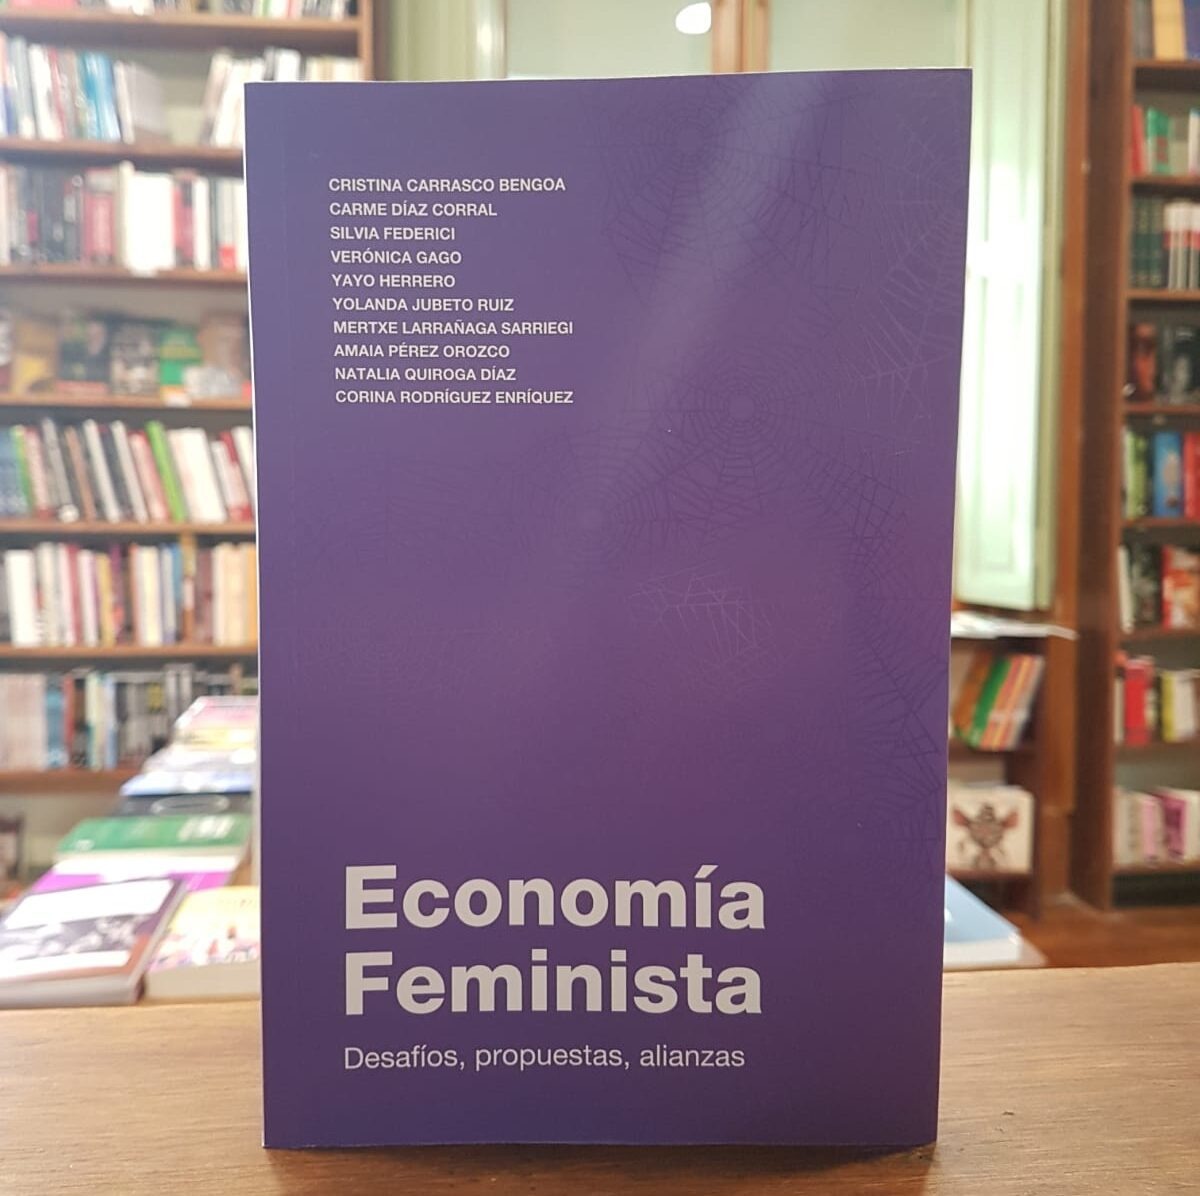 CRISTINA CARRASCO BENGOA
CARME DÍAZ CORRAL
SILVIA FEDERICI
VERÓNICA GAGO
YAYO HERRERO
YOLANDA JUBETO RUIZ
MERTXE LARRAÑAGA SARRIEGI
AMAIA PÉREZ OROZCO
NATALIA QUIROGA DÍAZ
CORINA RODRÍGUEZ ENRÍQUEZ
Economía
Feminista
Desafíos, propuestas, alianzas